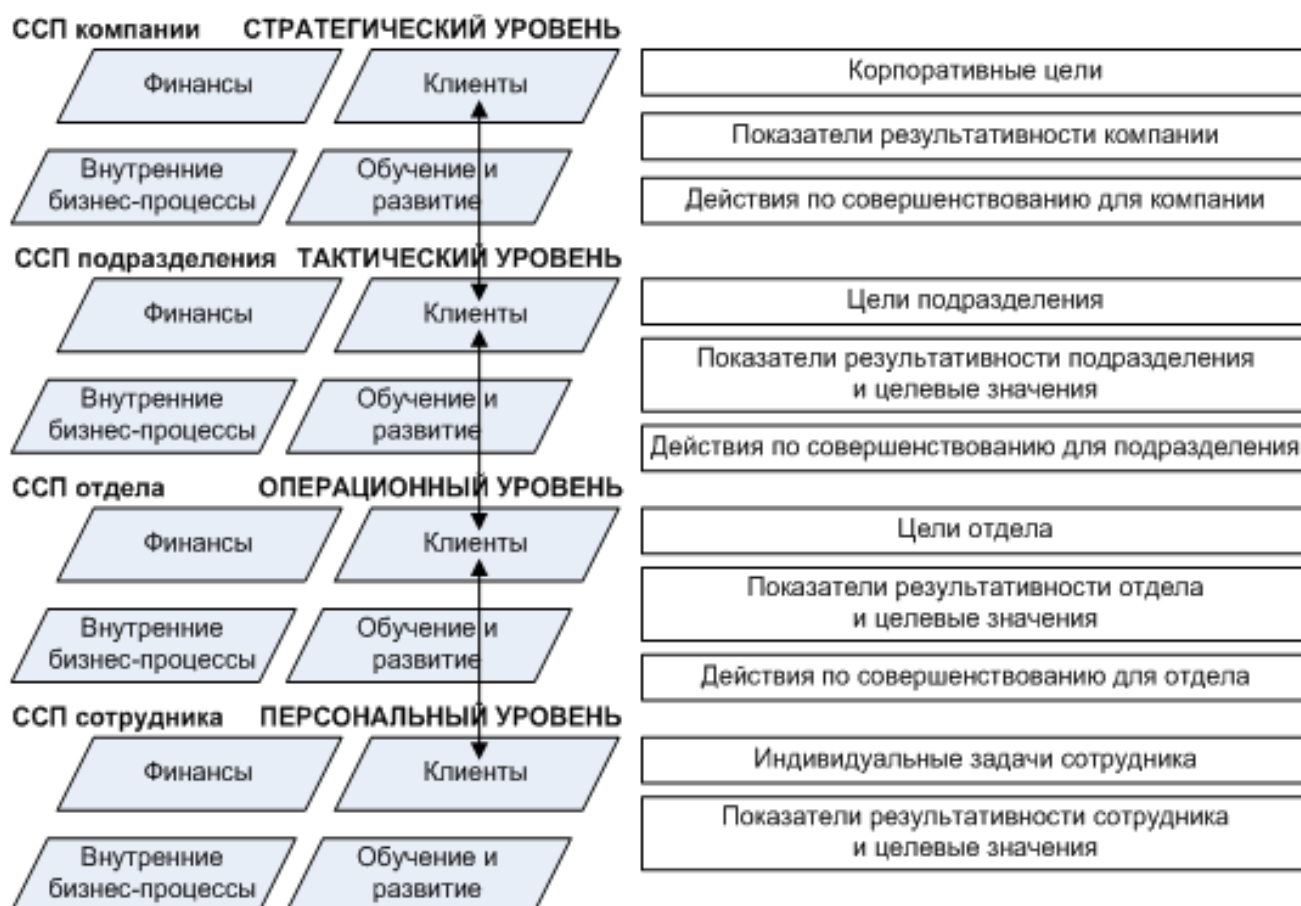 ССП компании СТРАТЕГИЧЕСКИЙ УРОВЕНЬ
Финансы
Клиенты
Внутренние
бизнес-процессы
Обучение и
развитие
Корпоративные цели
Показатели результативности компании
Действия по совершенствованию для компании
ССП подразделения ТАКТИЧЕСКИЙ УРОВЕНЬ
Финансы
Клиенты
Внутренние
бизнес-процессы
Обучение и
развитие
Цели подразделения
Показатели результативности подразделения
и целевые значения
Действия по совершенствованию для подразделения
ССП отдела ОПЕРАЦИОННЫЙ УРОВЕНЬ
Финансы
Клиенты
Внутренние
бизнес-процессы
Обучение и
развитие
Цели отдела
Показатели результативности отдела
и целевые значения
Действия по совершенствованию для отдела
ССП сотрудника ПЕРСОНАЛЬНЫЙ УРОВЕНЬ
Финансы
Клиенты
Внутренние
бизнес-процессы
Обучение и
развитие
Индивидуальные задачи сотрудника
Показатели результативности сотрудника
и целевые значения